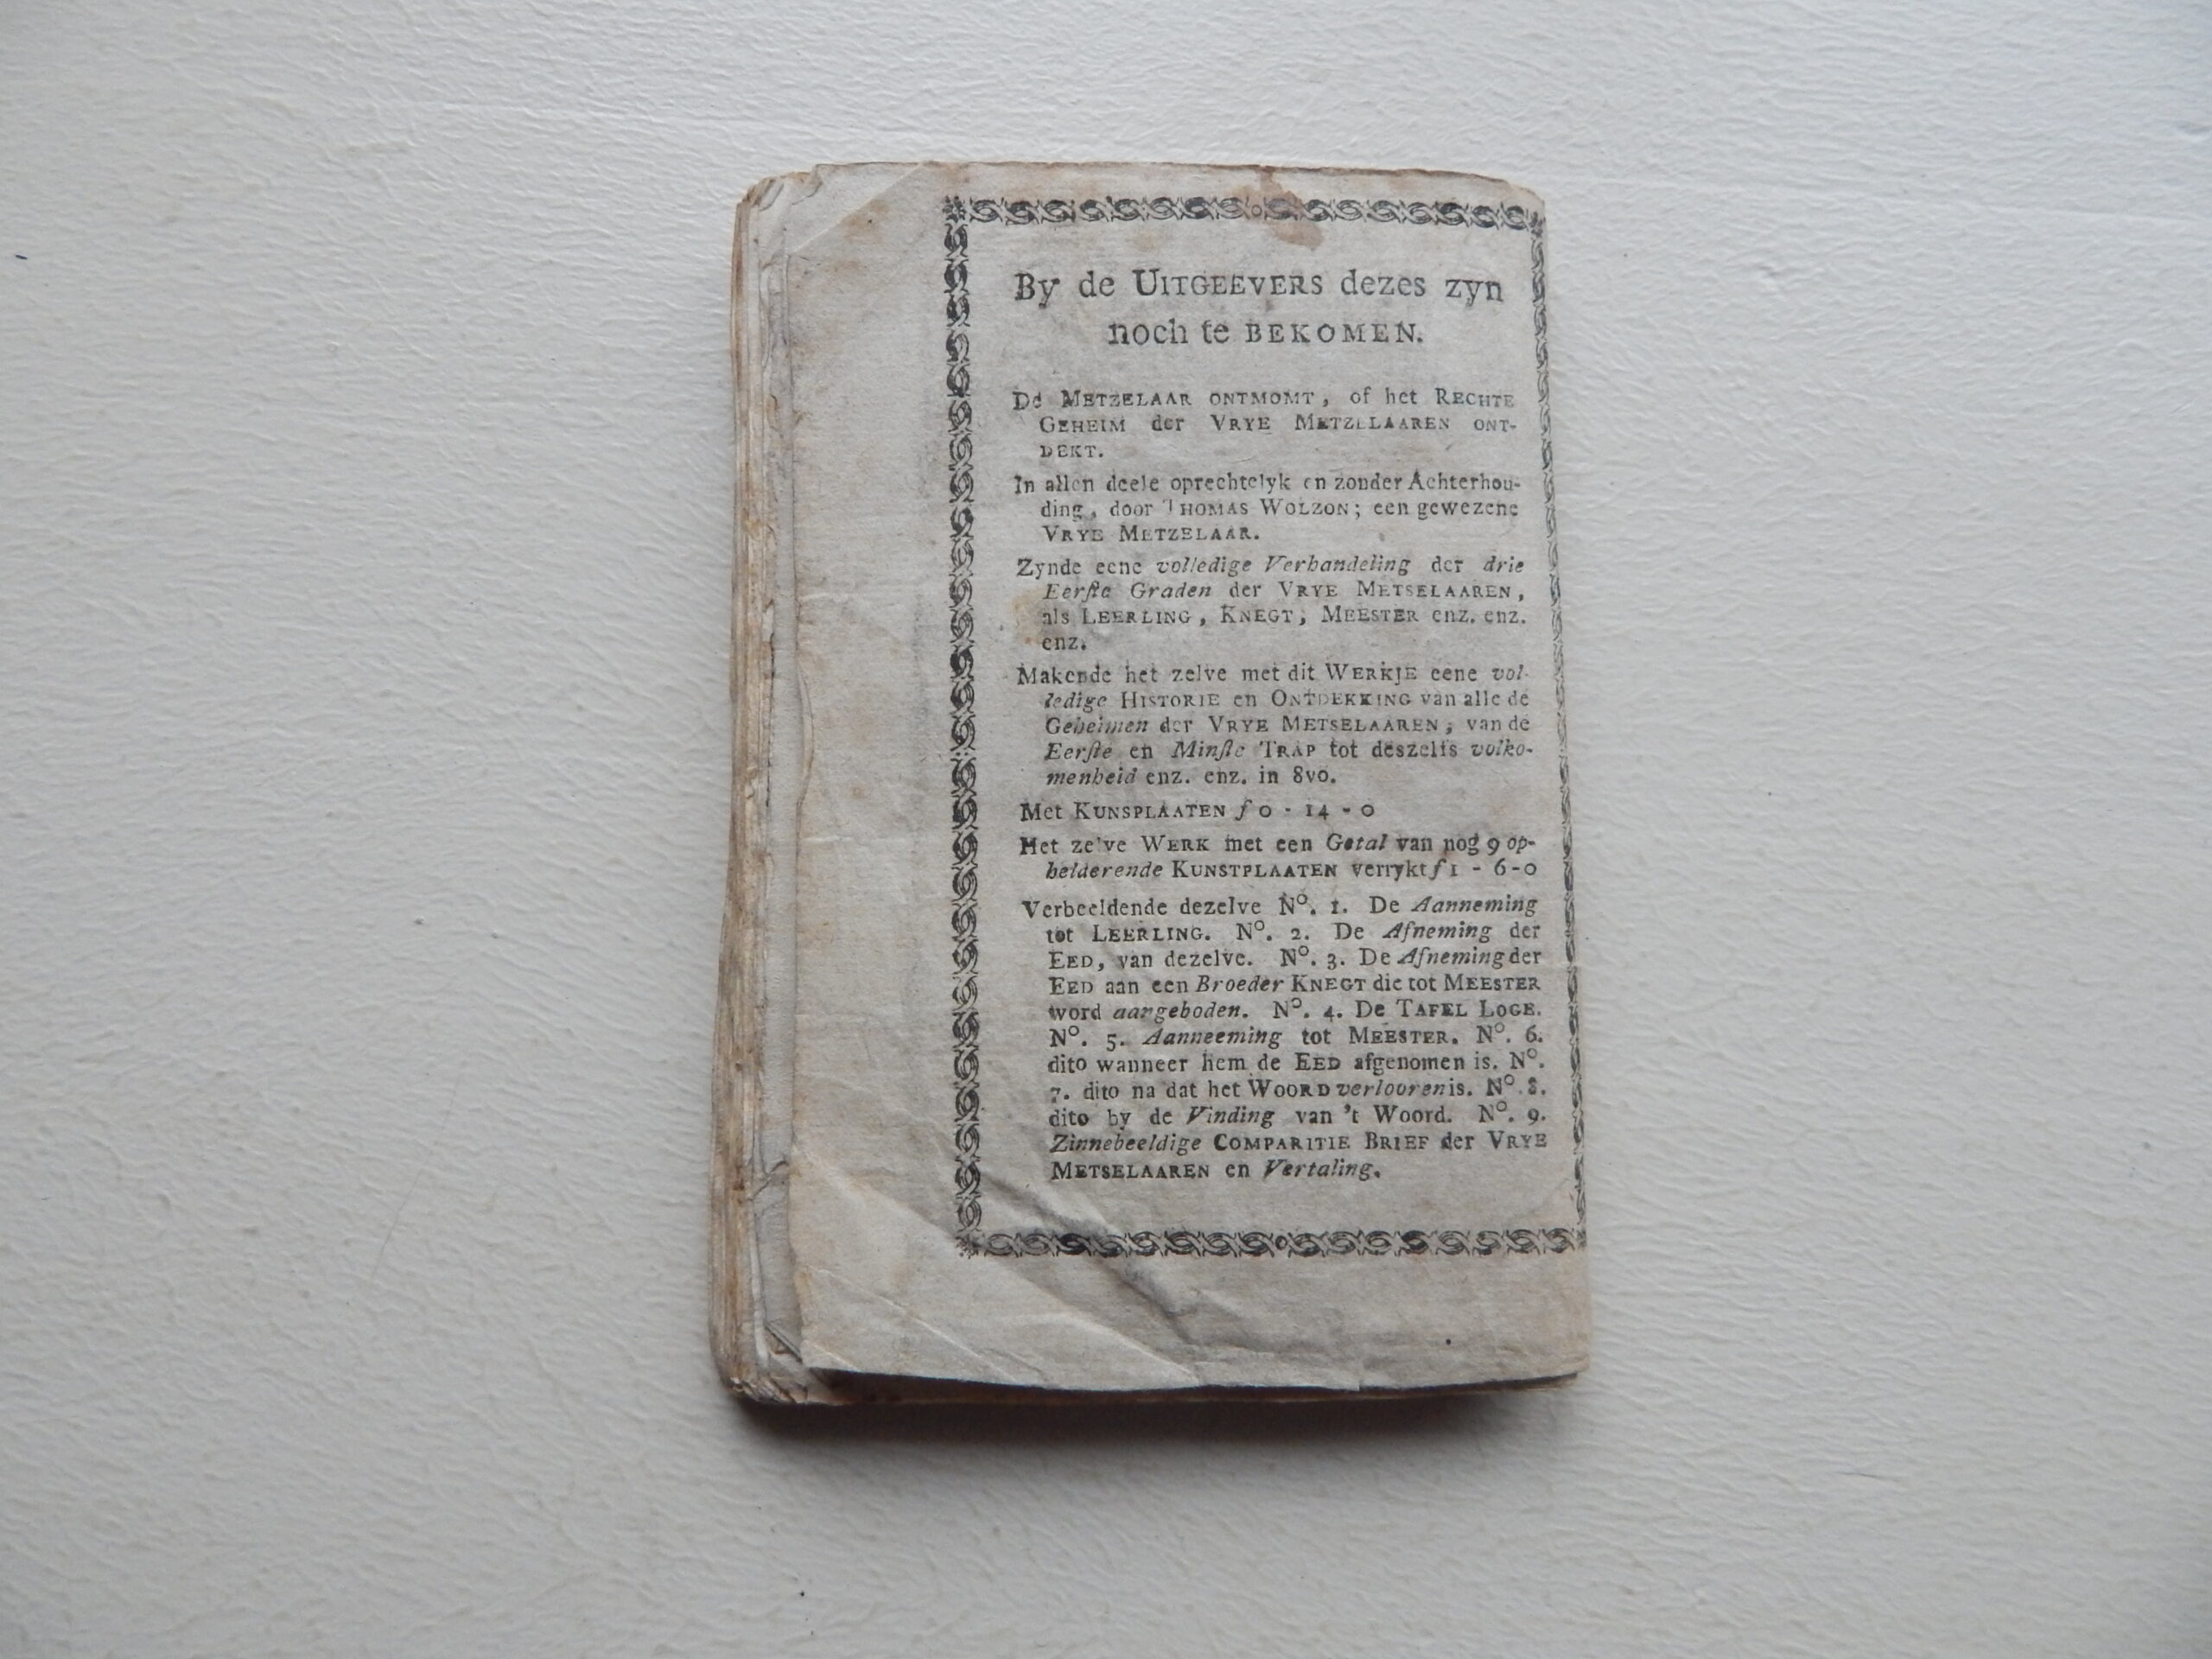 By de UITGEEVERS dezes zyn
noch te BEKOMEN.
De METZELAAR ONTMOMT, of het RECHTE
GEHEIM der VRYE METZELAAREN ONT-
DEKT.
In allen deele oprechtelyk en zonder Achterhou-
ding, door THOMAS WOLZON; een gewezene
VRYE METZELAAR.
Zynde eene volledige Verhandeling der drie
Eerſte Graden der VRYE METSELAAREN,
als LEERLING, KNEGT, MEESTER enz. enz.
enz.
Makende het zelve met dit WERKJE eene vol-
ledige HISTORIE en ONTDEKKING van alle de
Geheimen der VRYE METSELAAREN, van de
Eerſte en Minſte TRAP tot deszelfs volko-
menheid enz. enz. in 8vo.
Met KUNSPLAATEN ƒ 0 - 14 - 0
Het zelve WERK met een Getal van nog 9 op-
helderende KUNSTPLAATEN verrykt ƒ 1 - 6 - 0
Verbeeldende dezelve No. 1. De Aanneming
tot LEERLING. No. 2. De Afneming der
EED, van dezelve. No. 3. De Afneming der
EED aan een Broeder KNEGT die tot MEESTER
word aangeboden. No. 4. De TAFEL LOGE.
No. 5. Aanneeming tot MEESTER. No. 6.
dito wanneer hem de EED afgenomen is. No.
7. dito na dat het WOORD verlooren is. No. 8.
dito by de Vinding van 't Woord. No. 9.
Zinnebeeldige COMPARITIE BRIEF der VRYE
METSELAAREN en Vertaling.